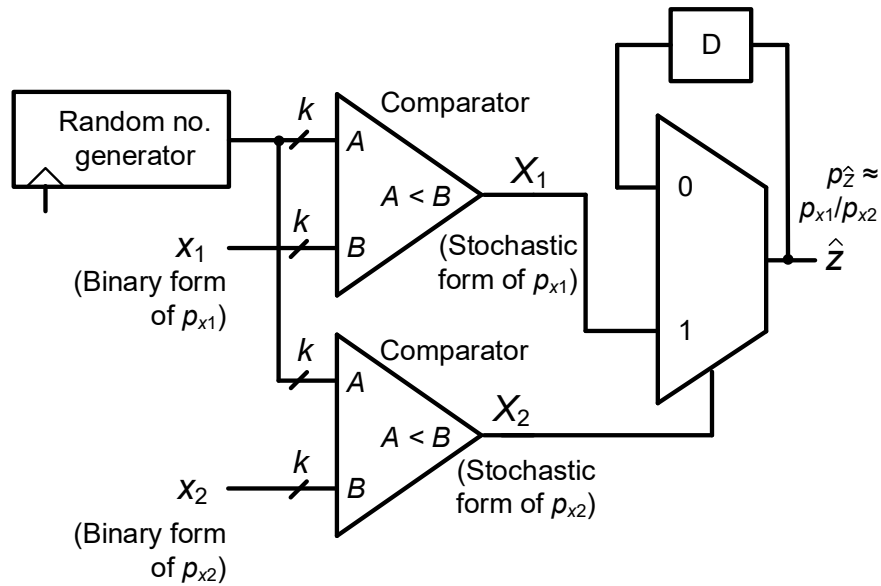 D
Random no.
generator
k
Comparator
A
A < B
B
k
x₁
(Binary form
of pₓ₁)
X₁
(Stochastic
form of pₓ₁)
0
1
p_ẑ ≈
pₓ₁/pₓ₂
ẑ
k
Comparator
A
A < B
B
k
x₂
(Binary form
of pₓ₂)
X₂
(Stochastic
form of pₓ₂)